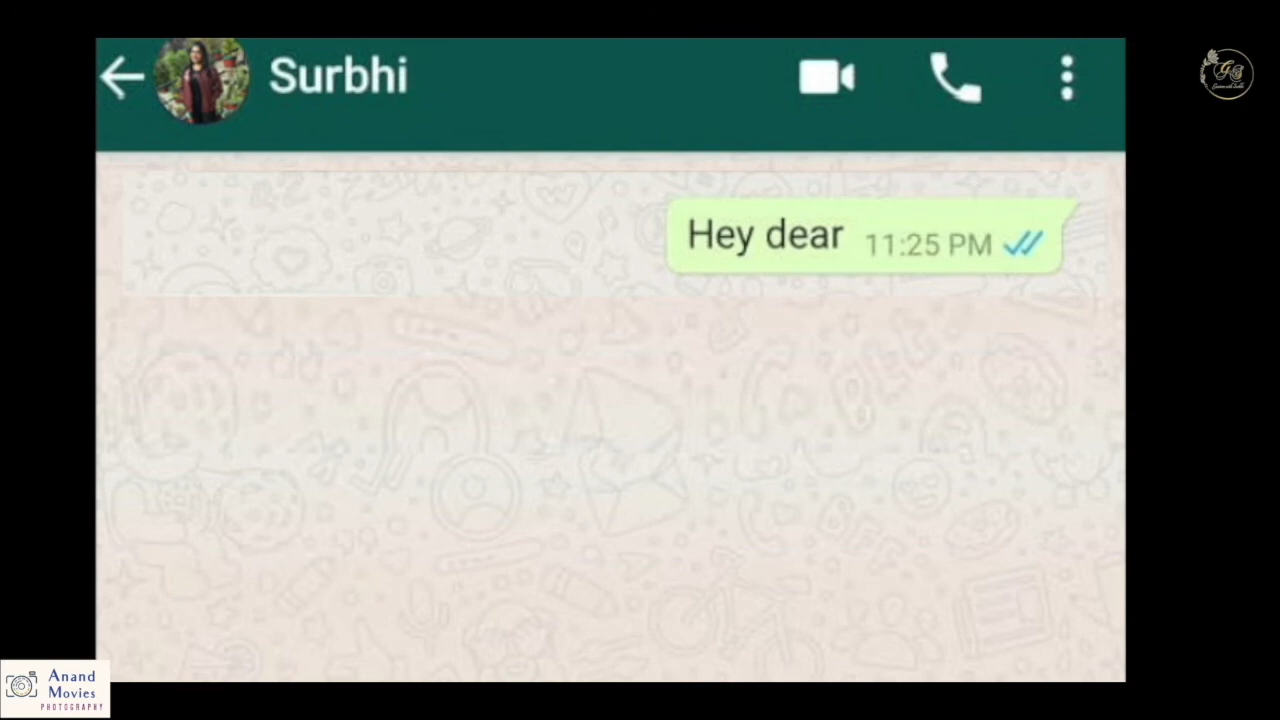 Surbhi
Hey dear 11:25 PM
Anand
Movies
PHOTOGRAPHY